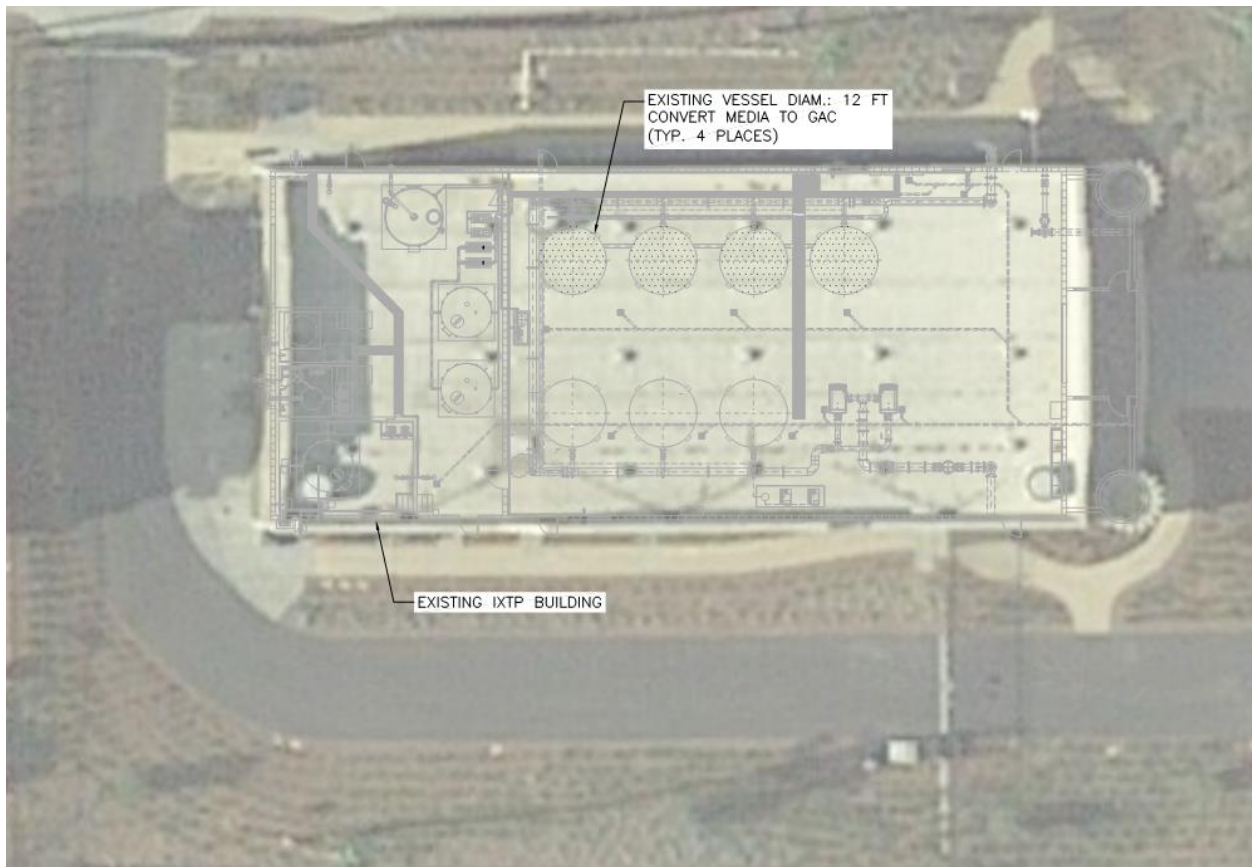 EXISTING VESSEL DIAM.: 12 FT
CONVERT MEDIA TO GAC
(TYP. 4 PLACES)
EXISTING IXTP BUILDING